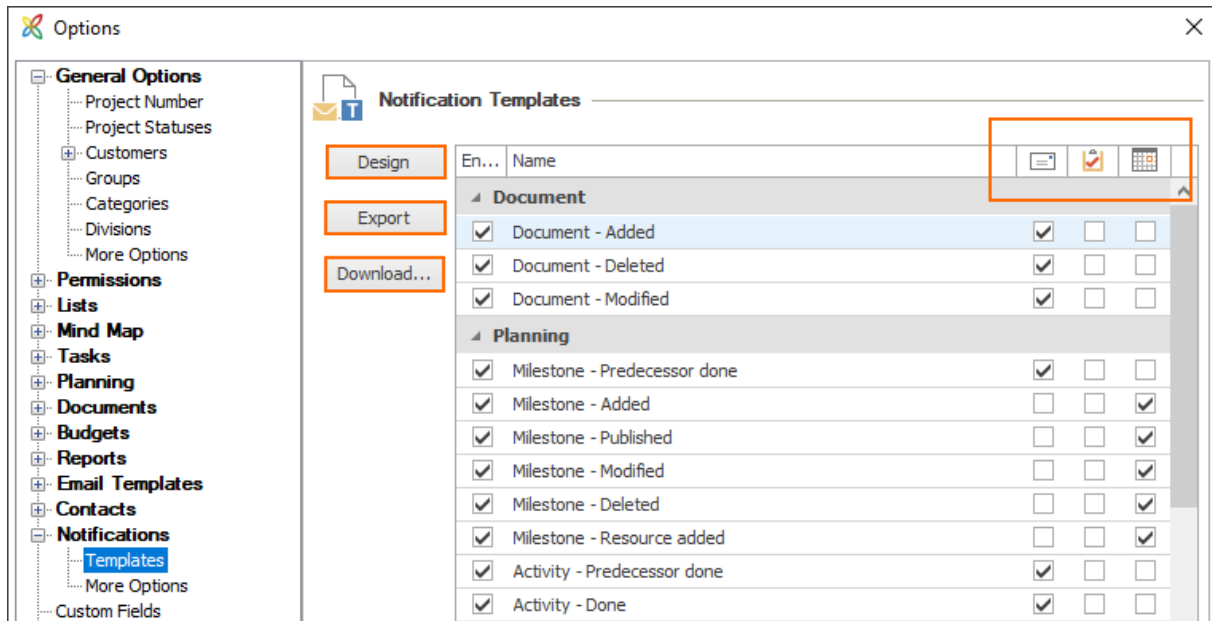 Options
General Options
Project Number
Project Statuses
Customers
Groups
Categories
Divisions
More Options
Permissions
Lists
Mind Map
Tasks
Planning
Documents
Budgets
Reports
Email Templates
Contacts
Notifications
Templates
More Options
Custom Fields
T
Notification Templates
Design
Export
Download...
En... Name
Document
Document - Added
Document - Deleted
Document - Modified
Planning
Milestone - Predecessor done
Milestone - Added
Milestone - Published
Milestone - Modified
Milestone - Deleted
Milestone - Resource added
Activity - Predecessor done
Activity - Done